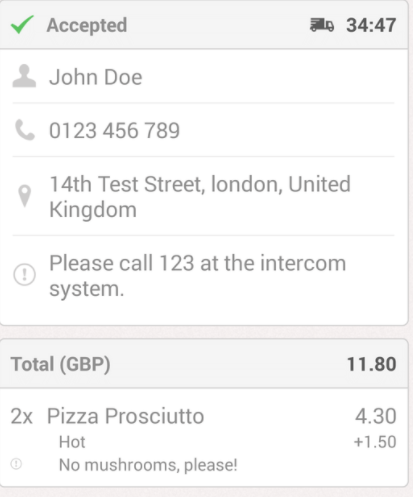 Accepted 34:47
John Doe
0123 456 789
14th Test Street, london, United
Kingdom
Please call 123 at the intercom
system.
Total (GBP) 11.80
2x Pizza Prosciutto 4.30
Hot +1.50
No mushrooms, please!